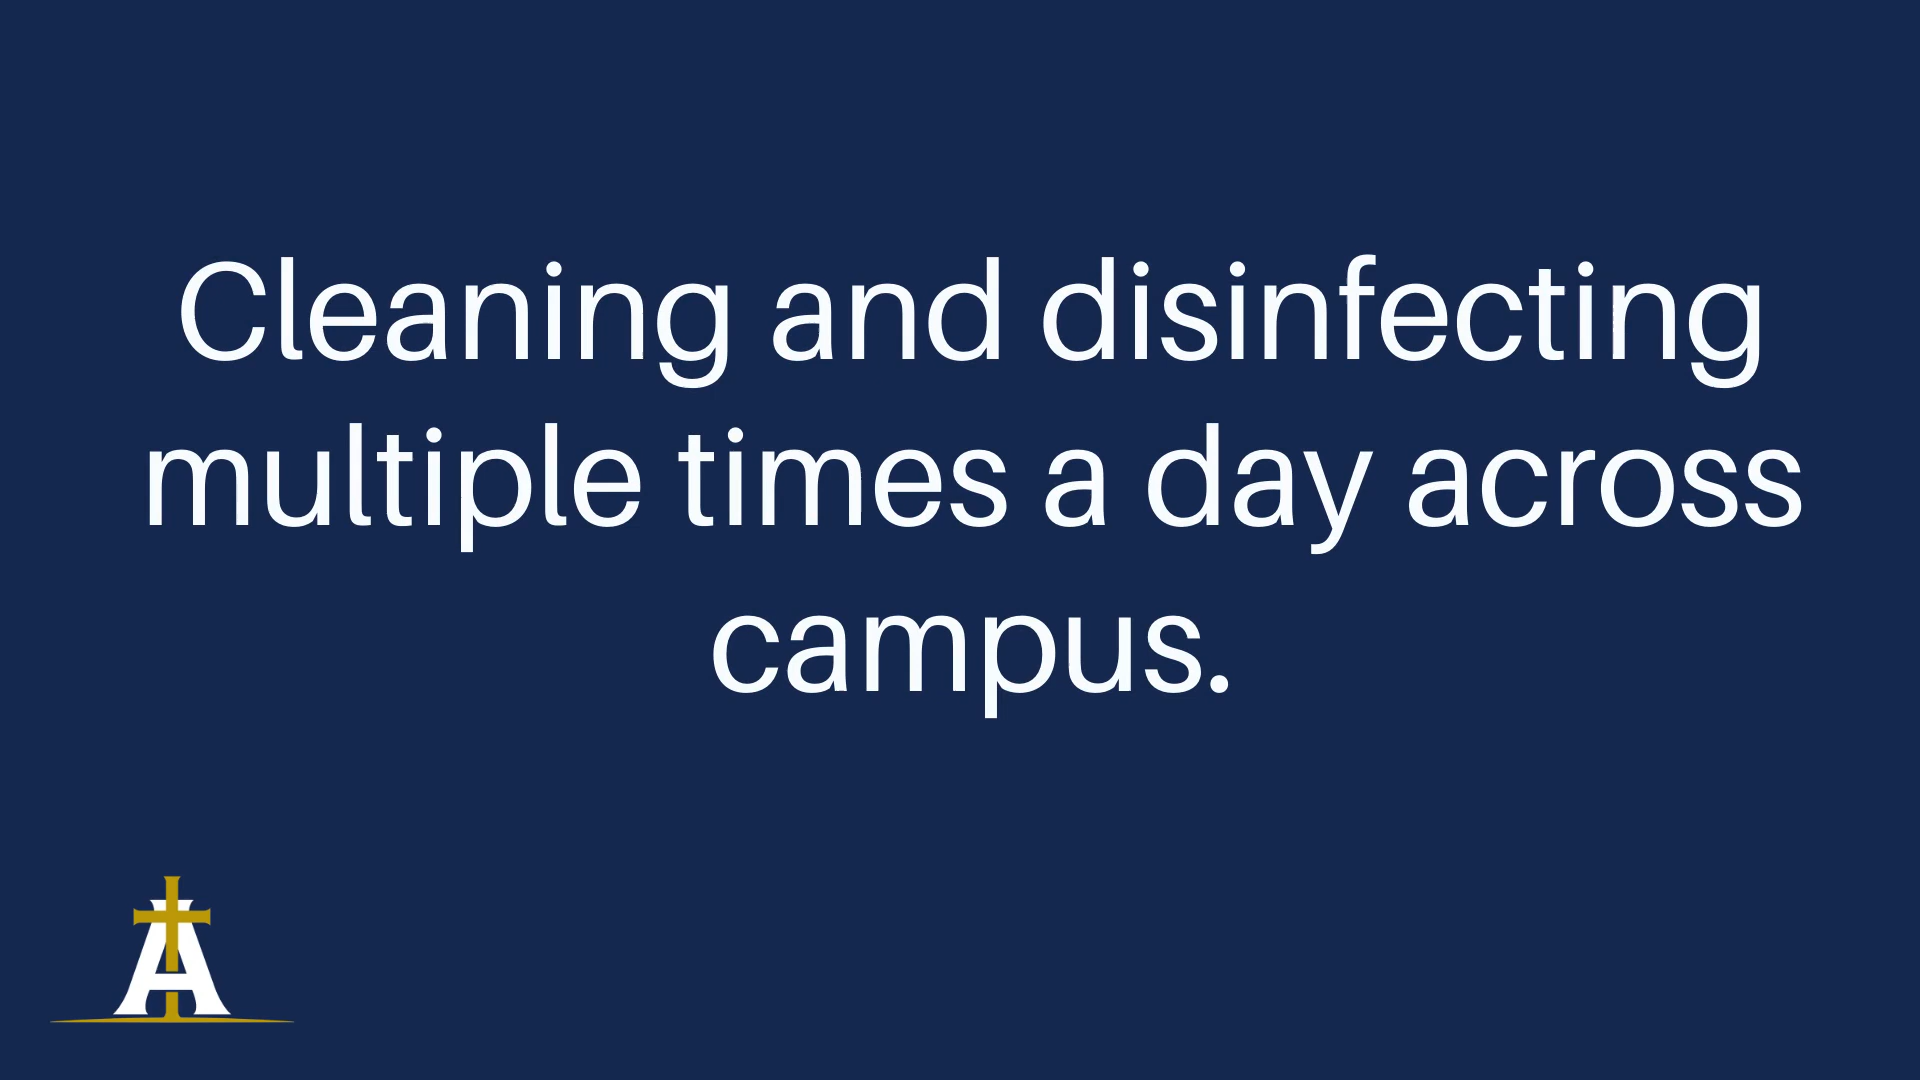 Cleaning and disinfecting
multiple times a day across
campus.
A